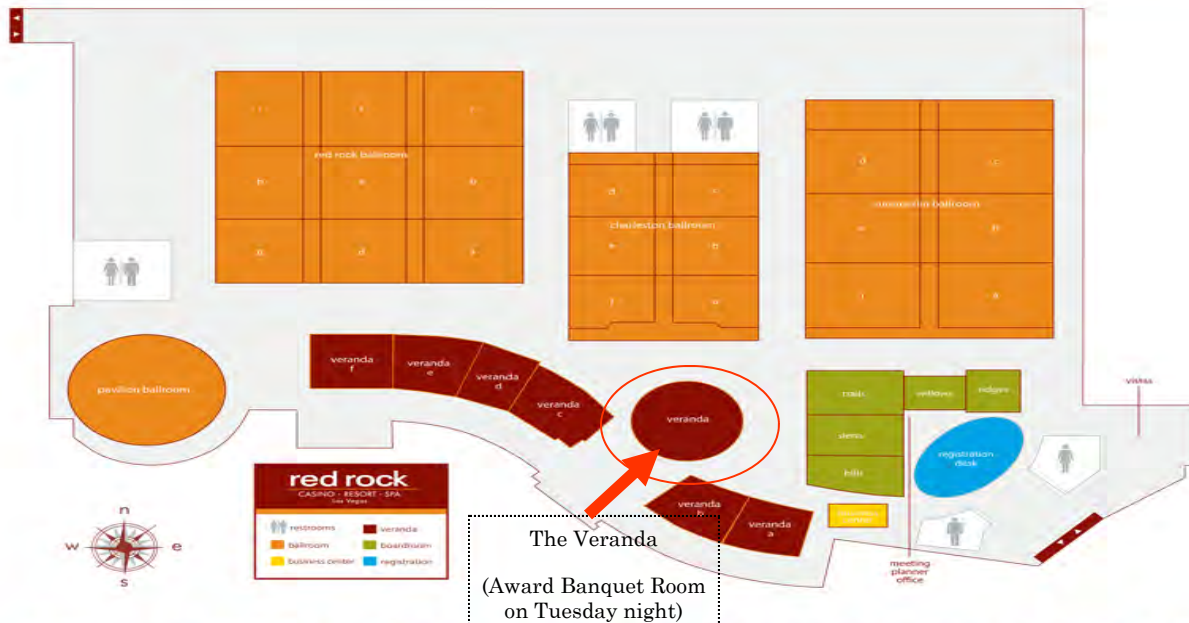 red rock ballroom
b
e
d
charleston ballroom
d
b
d
c
b
pavilion ballroom
veranda
f
veranda
e
veranda
d
veranda
c
veranda
veranda
veranda
a
hills
registration
desk
meeting
planner
office
red rock
CASINO - RESORT - SPA
Las Vegas
restrooms
veranda
ballroom
boardroom
business center
registration
n
w
e
s
The Veranda
(Award Banquet Room
on Tuesday night)